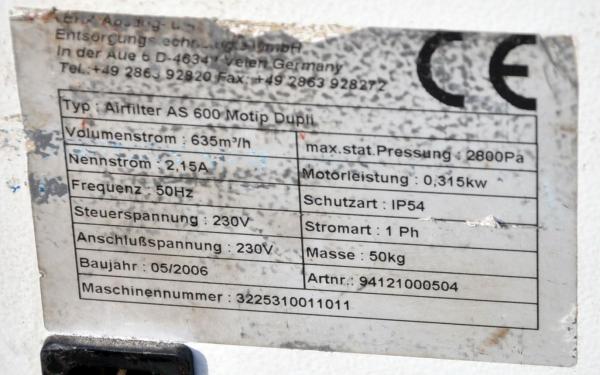 Entsorgungstechnik
In der Aue 6 D-46342 Velen Germany
Tel.:+49 2863 92820 Fax: +49 2863 928272
CE
Typ : Airfilter AS 600 Motip Dupli
Volumenstrom : 635m³/h max.stat.Pressung : 2800Pa
Nennstrom : 2,15A Motorleistung : 0,315kw
Frequenz : 50Hz Schutzart : IP54
Steuerspannung : 230V Stromart : 1 Ph
Anschlußspannung : 230V Masse : 50kg
Baujahr : 05/2006 Artnr.: 94121000504
Maschinennummer : 3225310011011